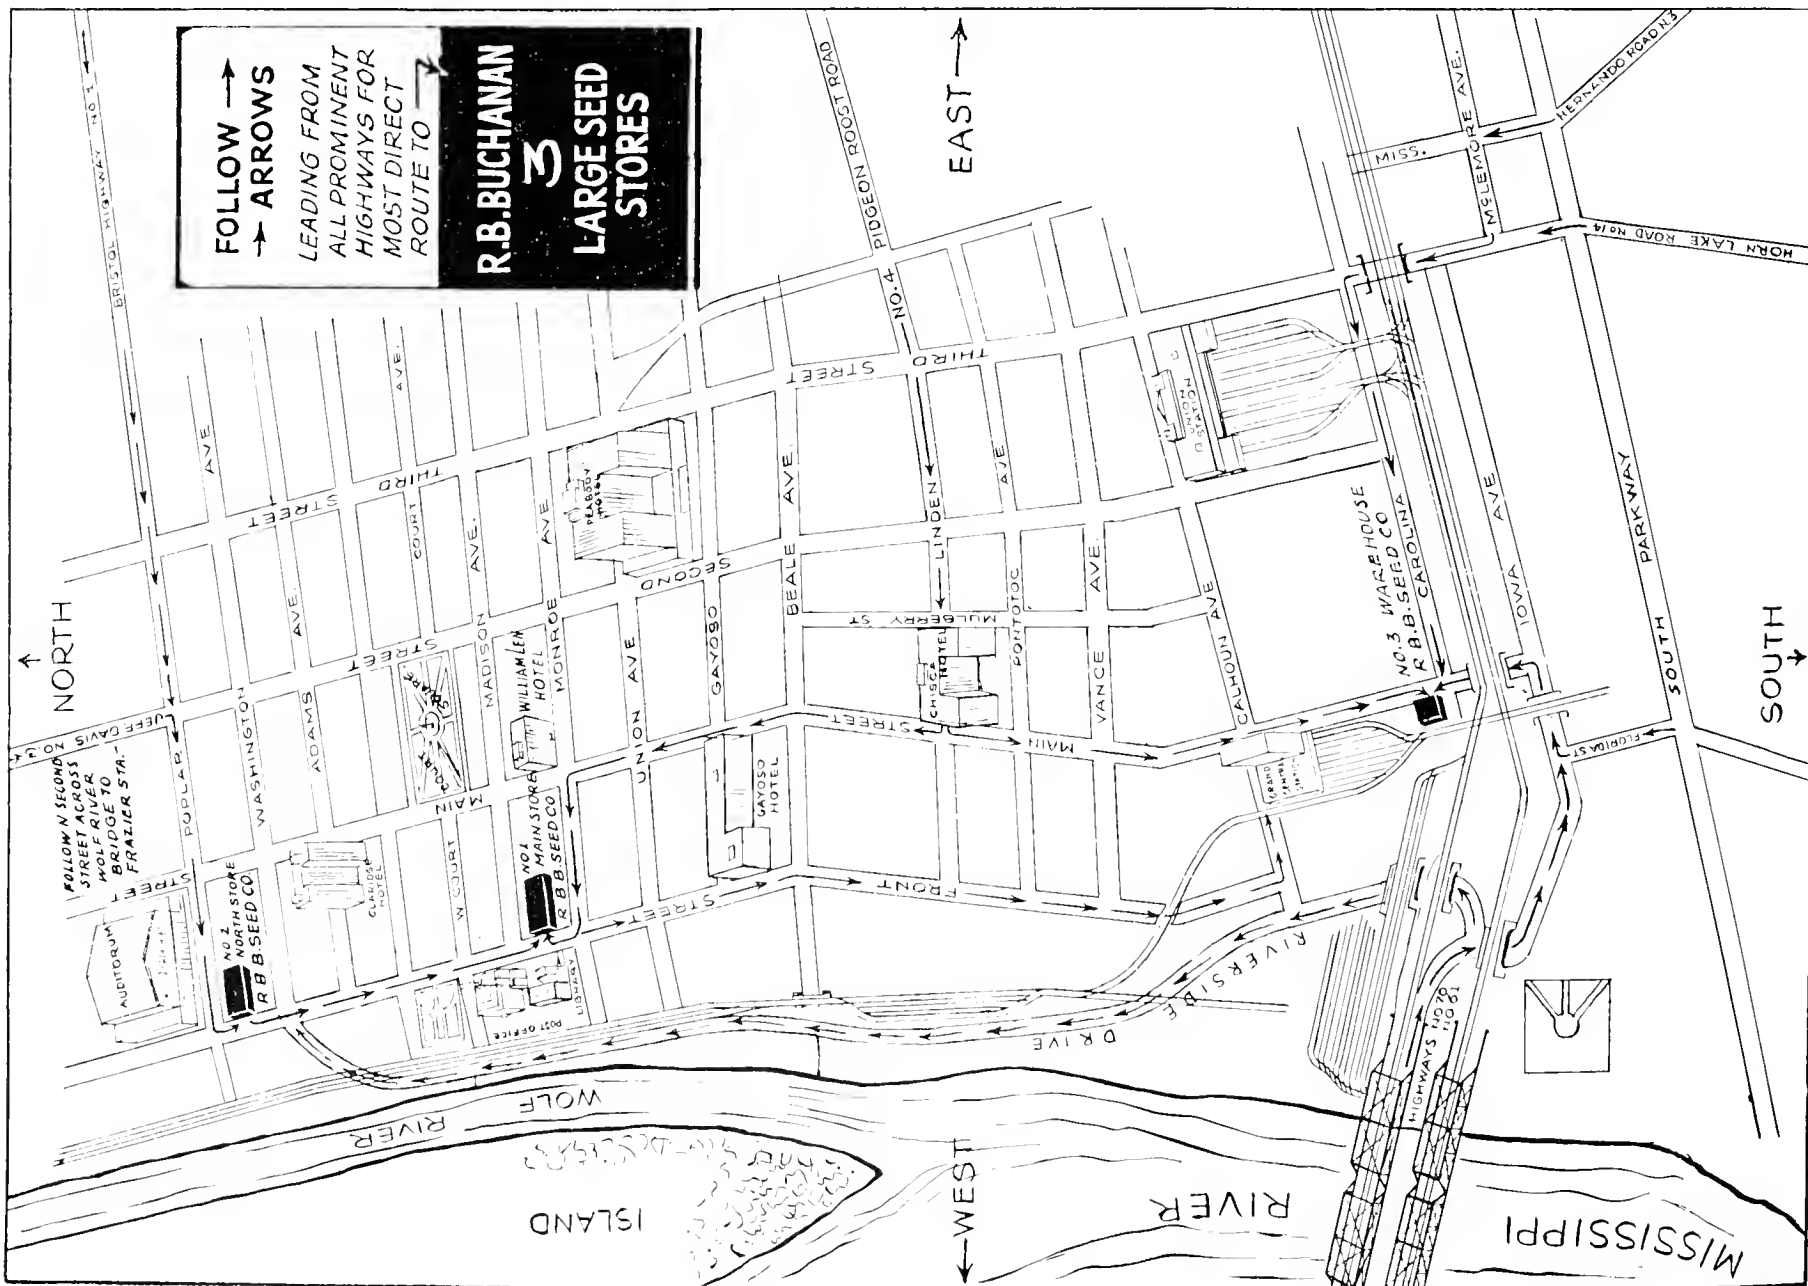 FOLLOW →
→ ARROWS
LEADING FROM
ALL PROMINENT
HIGHWAYS FOR
MOST DIRECT
ROUTE TO
R.B.BUCHANAN
3
LARGE SEED
STORES
NORTH
EAST
SOUTH
WEST
BRISTOL HIGHWAY NO 1
PIDGEON ROOST ROAD
NO. 4
HERNANDO ROAD N 3
HORN LAKE ROAD No 14
MCLEMORE AVE.
MISS.
JEFF DAVIS
FOLLOW N SECOND
STREET ACROSS
WOLF RIVER
BRIDGE TO
FRAZIER STA.
POPLAR
AVE
WASHINGTON
AVE.
ADAMS
AVE.
COURT
W COURT
COURT SQUARE
MADISON
AVE.
MONROE
AVE
UNION AVE
GAYOSO
BEALE AVE.
LINDEN
PONTOTOC
AVE
VANCE
AVE.
CALHOUN AVE
CAROLINA
IOWA AVE
SOUTH PARKWAY
FLORIDA ST
THIRD STREET
THIRD STREET
SECOND STREET
MULBERRY ST
MAIN
MAIN STREET
FRONT STREET
RIVERSIDE DRIVE
AUDITORUM
CLARIDGE
HOTEL
WILLIAM LEN
HOTEL
PEABODY
HOTEL
GAYOSO
HOTEL
CHISCA
HOTEL
UNION
STATION
GRAND
CENTRAL
STATION
POST OFFICE
LIBRARY
NO 2
NORTH STORE
R B B. SEED CO.
NO 1
MAIN STORE
R B B. SEED CO
NO. 3 WAREHOUSE
R B.B. SEED CO
HIGHWAYS NO 70
NO 61
WOLF RIVER
ISLAND
MISSISSIPPI RIVER